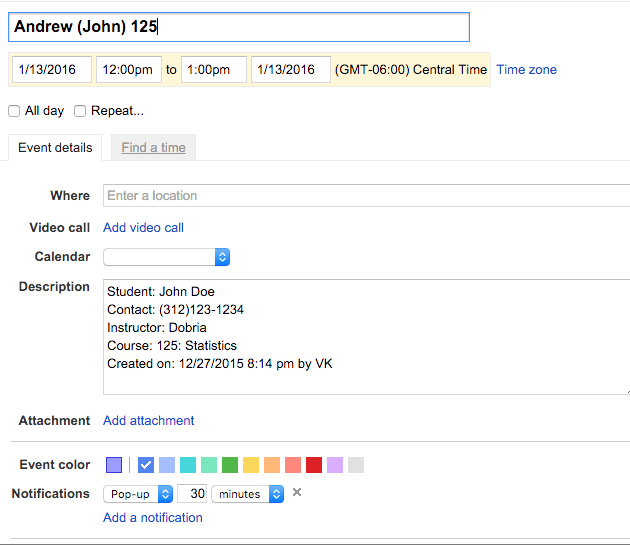 Andrew (John) 125
1/13/2016 12:00pm to 1:00pm 1/13/2016 (GMT-06:00) Central Time Time zone
All day Repeat...
Event details Find a time
Where Enter a location
Video call Add video call
Calendar
Description
Student: John Doe
Contact: (312)123-1234
Instructor: Dobria
Course: 125: Statistics
Created on: 12/27/2015 8:14 pm by VK
Attachment Add attachment
Event color
Notifications Pop-up 30 minutes
Add a notification